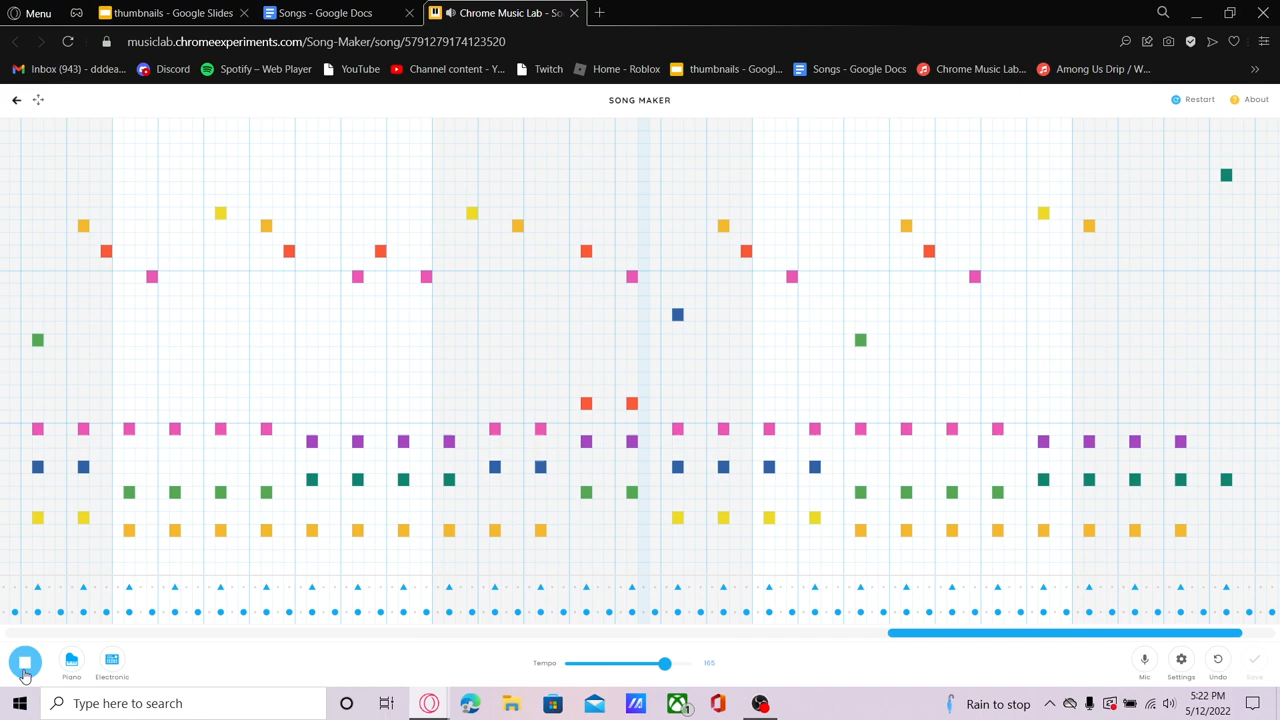 Menu thumbnails - Google Slides Songs - Google Docs Chrome Music Lab - So
musiclab.chromeexperiments.com/Song-Maker/song/5791279174123520
Inbox (943) - dddea... Discord Spotify – Web Player YouTube Channel content - Y... Twitch Home - Roblox thumbnails - Googl... Songs - Google Docs Chrome Music Lab... Among Us Drip / W...
SONG MAKER Restart About
Tempo 165
Piano Electronic Mic Settings Undo Save
Type here to search Rain to stop 5:22 PM
5/12/2022